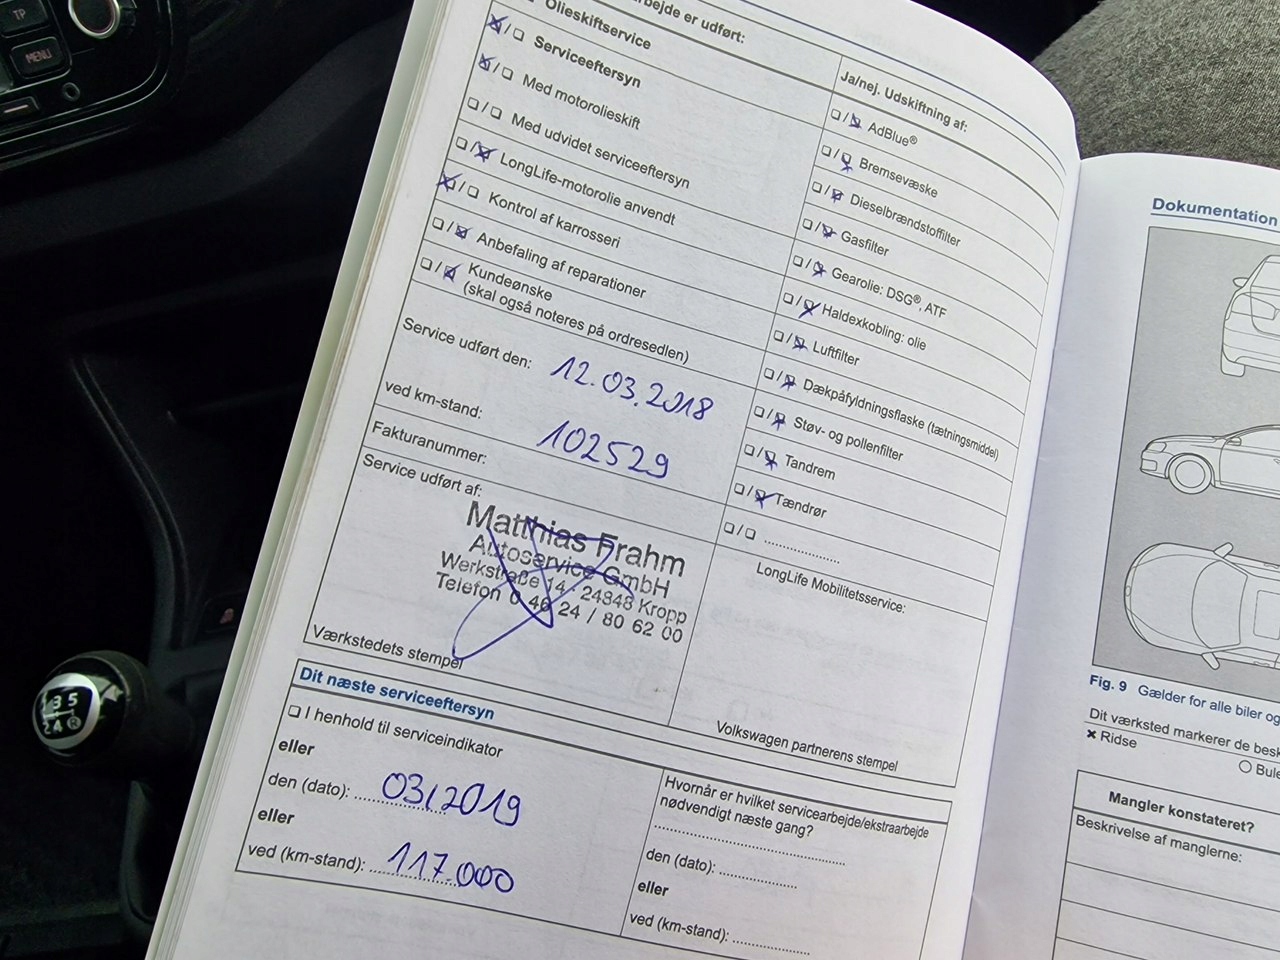 TP
MENU
arbejde er udført:
Olieskiftservice
Serviceeftersyn
Med motorolieskift
Med udvidet serviceeftersyn
LongLife-motorolie anvendt
Kontrol af karrosseri
Anbefaling af reparationer
Kundeønske
(skal også noteres på ordresedlen)
Service udført den: 12.03.2018
ved km-stand: 102529
Fakturanummer:
Service udført af:
Matthias Frahm
Autoservice GmbH
Werkstraße 14 · 24848 Kropp
Telefon 0 46 24 / 80 62 00
Værkstedets stempel
Ja/nej. Udskiftning af:
AdBlue®
Bremsevæske
Dieselbrændstoffilter
Gasfilter
Gearolie: DSG®, ATF
Haldexkobling: olie
Luftfilter
Dækpåfyldningsflaske (tætningsmiddel)
Støv- og pollenfilter
Tandrem
Tændrør
LongLife Mobilitetsservice:
Volkswagen partnerens stempel
Dit næste serviceeftersyn
I henhold til serviceindikator
eller
den (dato): 03/2019
eller
ved (km-stand): 117.000
Hvornår er hvilket servicearbejde/ekstraarbejde
nødvendigt næste gang?
den (dato):
eller
ved (km-stand):
Dokumentation
Fig. 9 Gælder for alle biler og
Dit værksted markerer de besk
Ridse
Bule
Mangler konstateret?
Beskrivelse af manglerne:
1 3 5
2 4 R